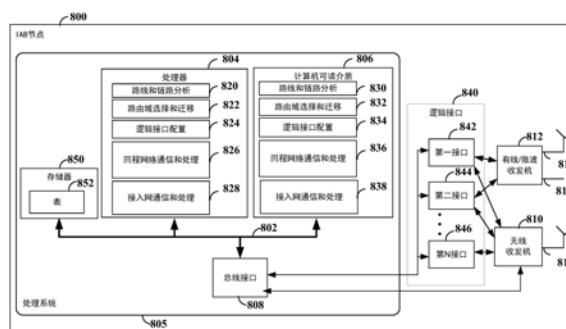 800
IAB节点
804
处理器
820
路线和链路分析
822
路由域选择和迁移
824
逻辑接口配置
826
回程网络通信和处理
828
接入网通信和处理
806
计算机可读介质
830
路线和链路分析
832
路由域选择和迁移
834
逻辑接口配置
836
回程网络通信和处理
838
接入网通信和处理
850
存储器
852
表
802
总线接口
808
处理系统
805
840
逻辑接口
842
第一接口
844
第二接口
846
第N接口
812
有线/微波
收发机
810
无线
收发机